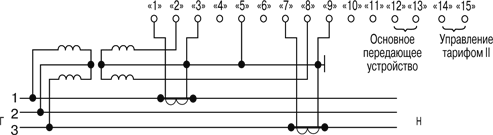 «1» «2» «3» «4» «5» «6» «7» «8» «9» «10» «11» «12» «13» «14» «15»
Основное передающее устройство
Управление тарифом II
1
2
Г
3
Н